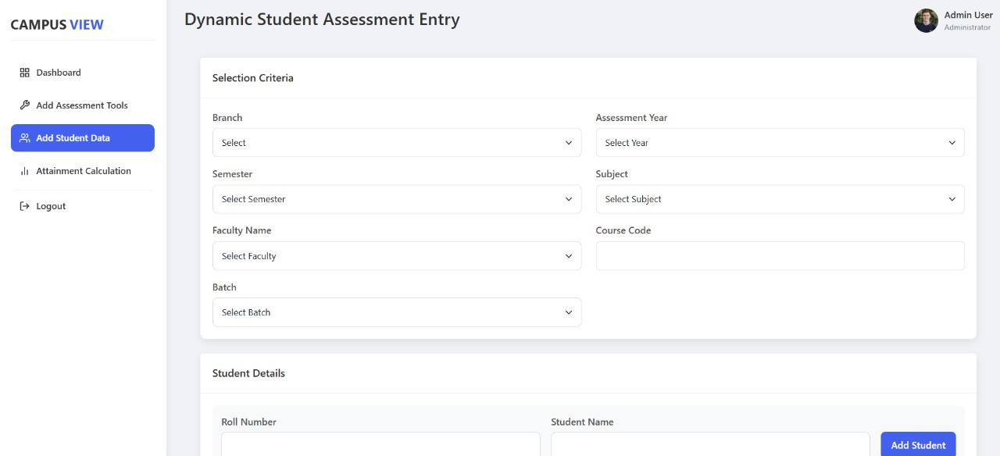 CAMPUS VIEW
Dashboard
Add Assessment Tools
Add Student Data
Attainment Calculation
Logout
Dynamic Student Assessment Entry
Admin User
Administrator
Selection Criteria
Branch
Select
Assessment Year
Select Year
Semester
Select Semester
Subject
Select Subject
Faculty Name
Select Faculty
Course Code
Batch
Select Batch
Student Details
Roll Number
Student Name
Add Student